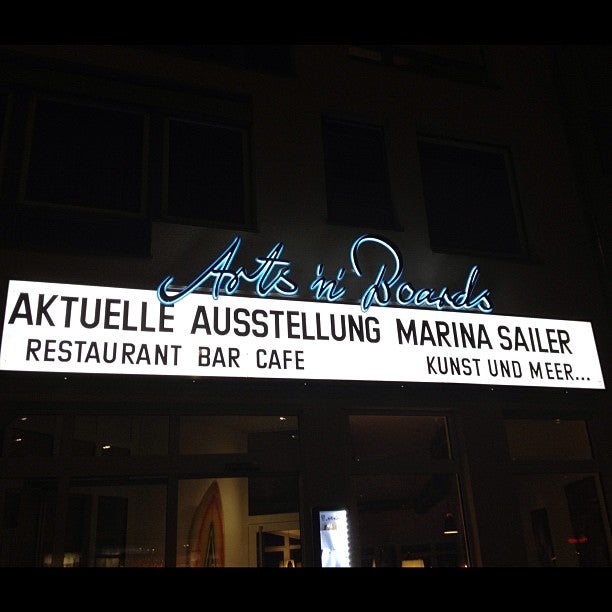 Arts 'n' Boards
AKTUELLE AUSSTELLUNG MARINA SAILER
RESTAURANT BAR CAFE KUNST UND MEER...